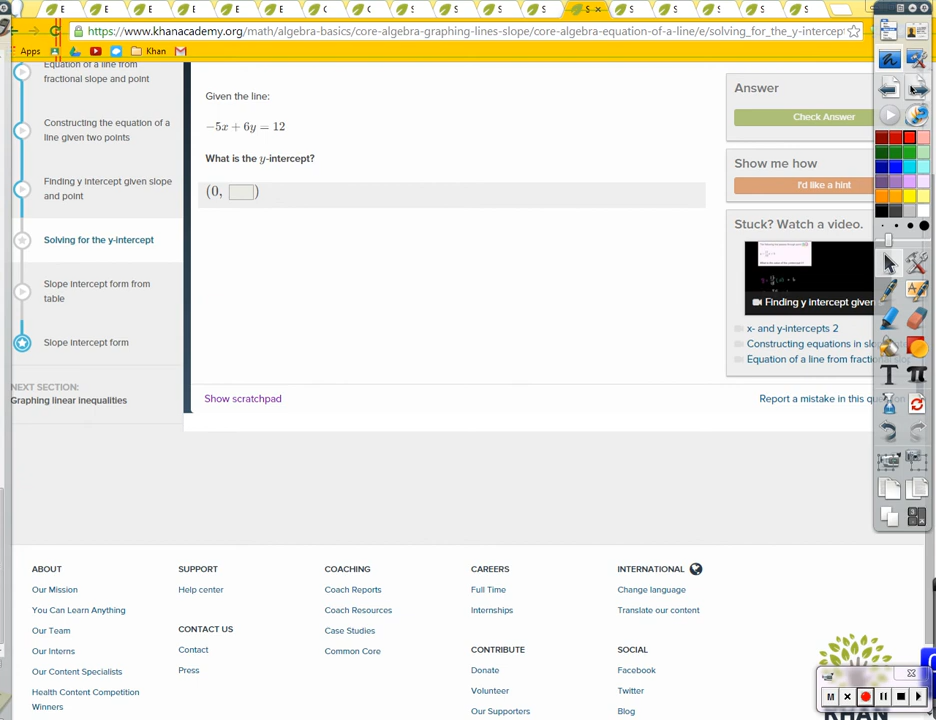 E
E
E
E
E
E
C
C
S
S
S
S
S
S
S
S
S
S
https://www.khanacademy.org/math/algebra-basics/core-algebra-graphing-lines-slope/core-algebra-equation-of-a-line/e/solving_for_the_y-intercep
Apps
Khan
Equation of a line from
fractional slope and point
Constructing the equation of a
line given two points
Finding y intercept given slope
and point
Solving for the y-intercept
Slope intercept form from
table
Slope intercept form
NEXT SECTION:
Graphing linear inequalities
Given the line:
−5x + 6y = 12
What is the y-intercept?
(0, )
Show scratchpad
Answer
Check Answer
Show me how
I'd like a hint
Stuck? Watch a video.
Finding y intercept given
x- and y-intercepts 2
Constructing equations in slo
Equation of a line from fraction
Report a mistake in this qu
ABOUT
Our Mission
You Can Learn Anything
Our Team
Our Interns
Our Content Specialists
Health Content Competition
Winners
SUPPORT
Help center
CONTACT US
Contact
Press
COACHING
Coach Reports
Coach Resources
Case Studies
Common Core
CAREERS
Full Time
Internships
CONTRIBUTE
Donate
Volunteer
Our Supporters
INTERNATIONAL
Change language
Translate our content
SOCIAL
Facebook
Twitter
Blog
T
π
M
KHAN